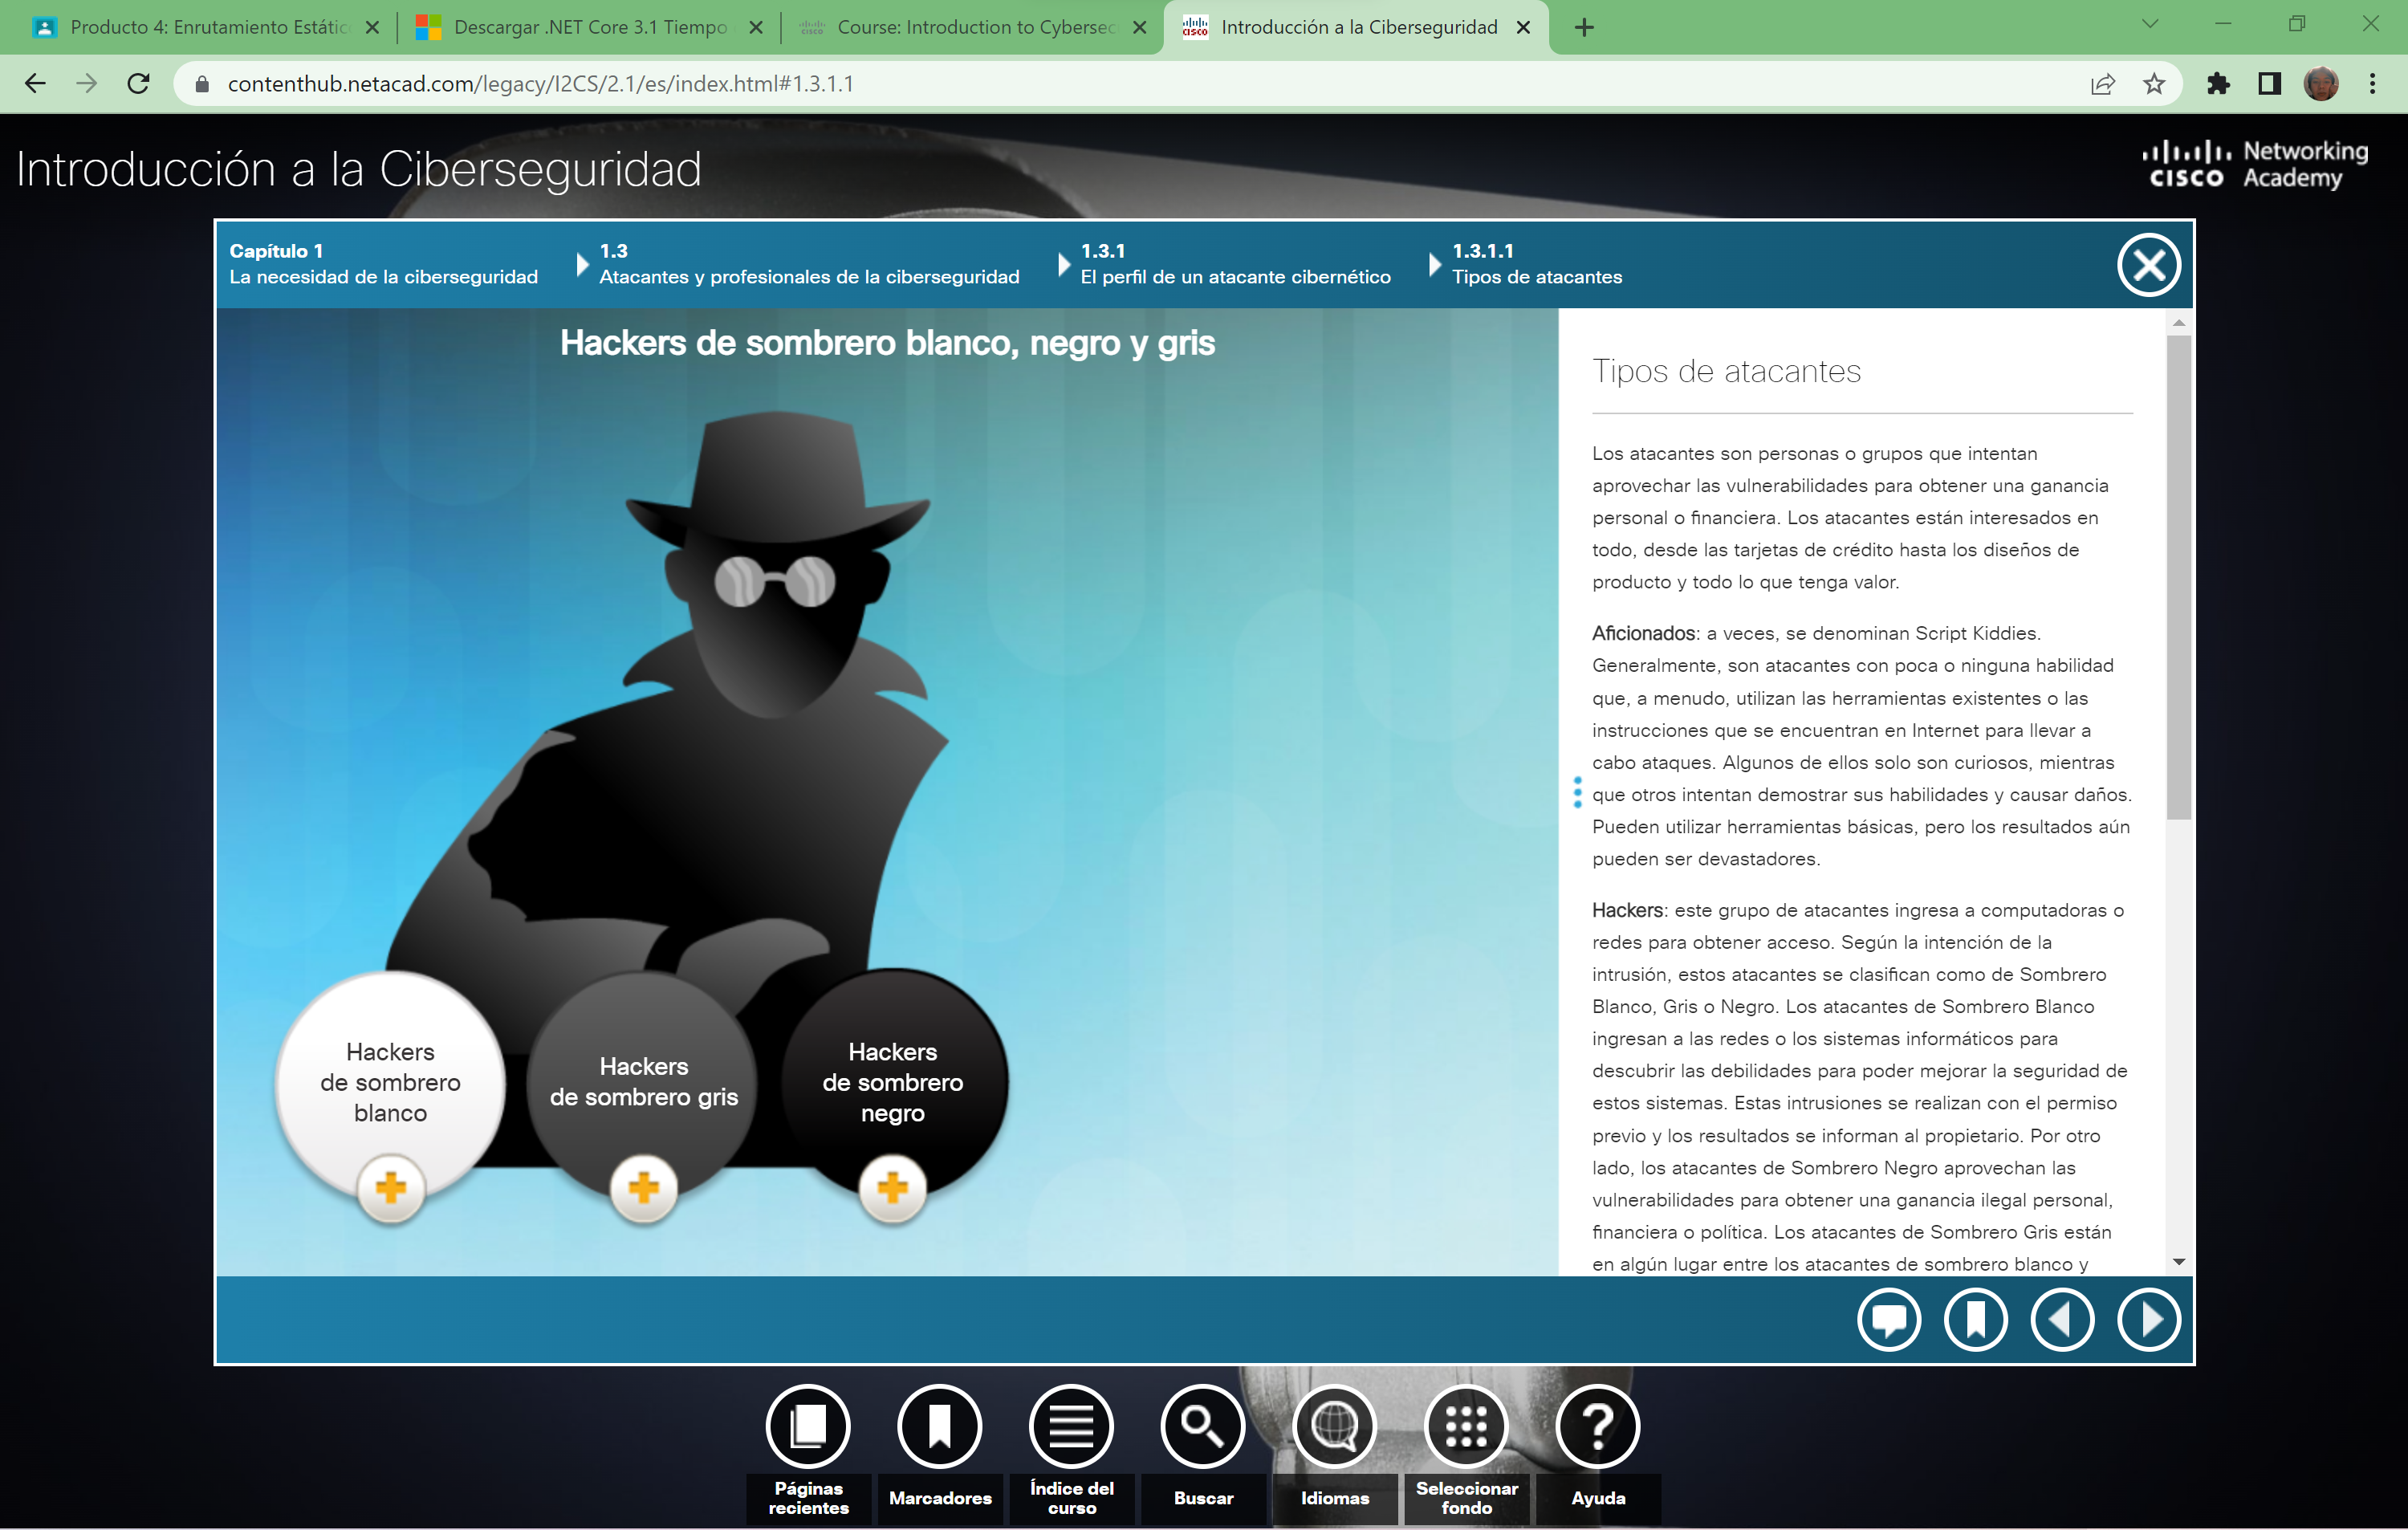 Producto 4: Enrutamiento Estátic
Descargar .NET Core 3.1 Tiempo
Course: Introduction to Cybersec
Introducción a la Ciberseguridad
contenthub.netacad.com/legacy/I2CS/2.1/es/index.html#1.3.1.1
Introducción a la Ciberseguridad
CISCO
Networking
Academy
Capítulo 1
La necesidad de la ciberseguridad
1.3
Atacantes y profesionales de la ciberseguridad
1.3.1
El perfil de un atacante cibernético
1.3.1.1
Tipos de atacantes
Hackers de sombrero blanco, negro y gris
Hackers
de sombrero
blanco
Hackers
de sombrero gris
Hackers
de sombrero
negro
Tipos de atacantes
Los atacantes son personas o grupos que intentan
aprovechar las vulnerabilidades para obtener una ganancia
personal o financiera. Los atacantes están interesados en
todo, desde las tarjetas de crédito hasta los diseños de
producto y todo lo que tenga valor.
Aficionados: a veces, se denominan Script Kiddies.
Generalmente, son atacantes con poca o ninguna habilidad
que, a menudo, utilizan las herramientas existentes o las
instrucciones que se encuentran en Internet para llevar a
cabo ataques. Algunos de ellos solo son curiosos, mientras
que otros intentan demostrar sus habilidades y causar daños.
Pueden utilizar herramientas básicas, pero los resultados aún
pueden ser devastadores.
Hackers: este grupo de atacantes ingresa a computadoras o
redes para obtener acceso. Según la intención de la
intrusión, estos atacantes se clasifican como de Sombrero
Blanco, Gris o Negro. Los atacantes de Sombrero Blanco
ingresan a las redes o los sistemas informáticos para
descubrir las debilidades para poder mejorar la seguridad de
estos sistemas. Estas intrusiones se realizan con el permiso
previo y los resultados se informan al propietario. Por otro
lado, los atacantes de Sombrero Negro aprovechan las
vulnerabilidades para obtener una ganancia ilegal personal,
financiera o política. Los atacantes de Sombrero Gris están
en algún lugar entre los atacantes de sombrero blanco y
Páginas
recientes
Marcadores
Índice del
curso
Buscar
Idiomas
Seleccionar
fondo
Ayuda